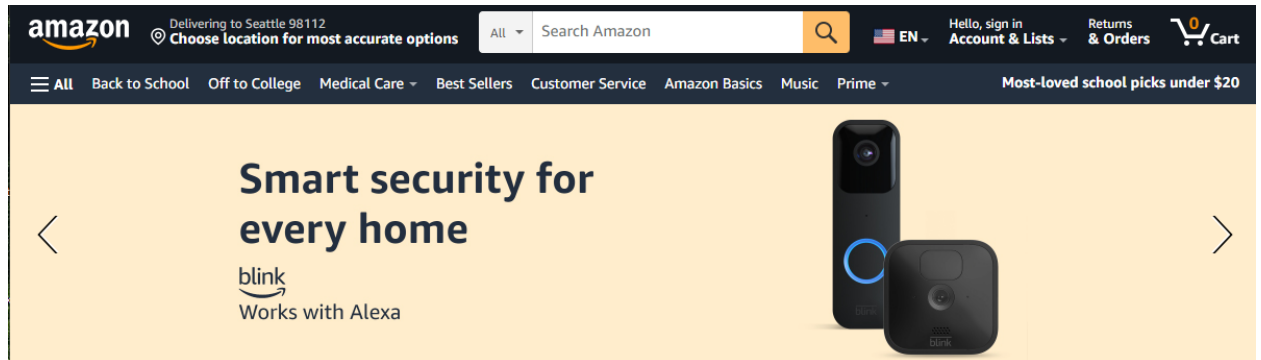 amazon
Delivering to Seattle 98112
Choose location for most accurate options
All
Search Amazon
EN
Hello, sign in
Account & Lists
Returns
& Orders
0
Cart
All
Back to School
Off to College
Medical Care
Best Sellers
Customer Service
Amazon Basics
Music
Prime
Most-loved school picks under $20
Smart security for
every home
blink
Works with Alexa
blink
blink